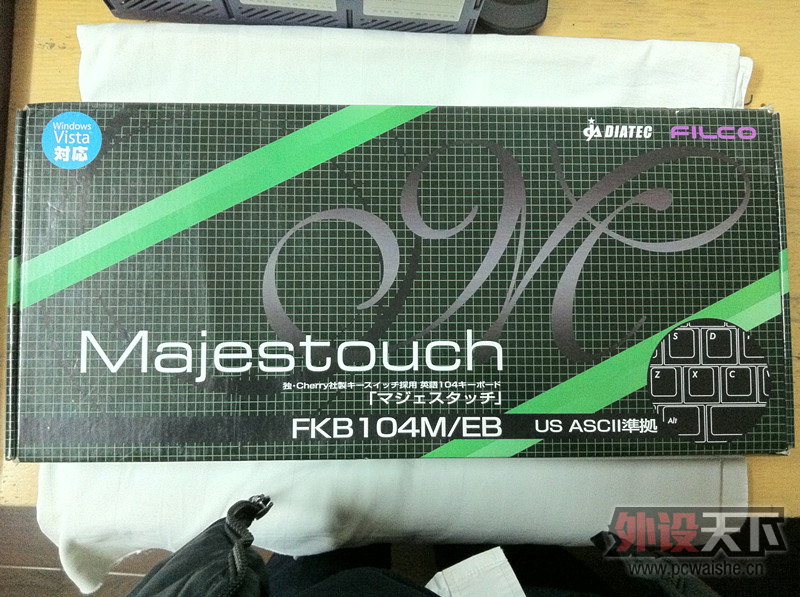 Windows
Vista
対応
DIATEC FILCO
Majestouch
独・Cherry社製キースイッチ採用 英語104キーボード
「マジェスタッチ」
FKB104M/EB US ASCII準拠
S D
Z X C V
Alt
外设天下
www.pcwaishe.cn